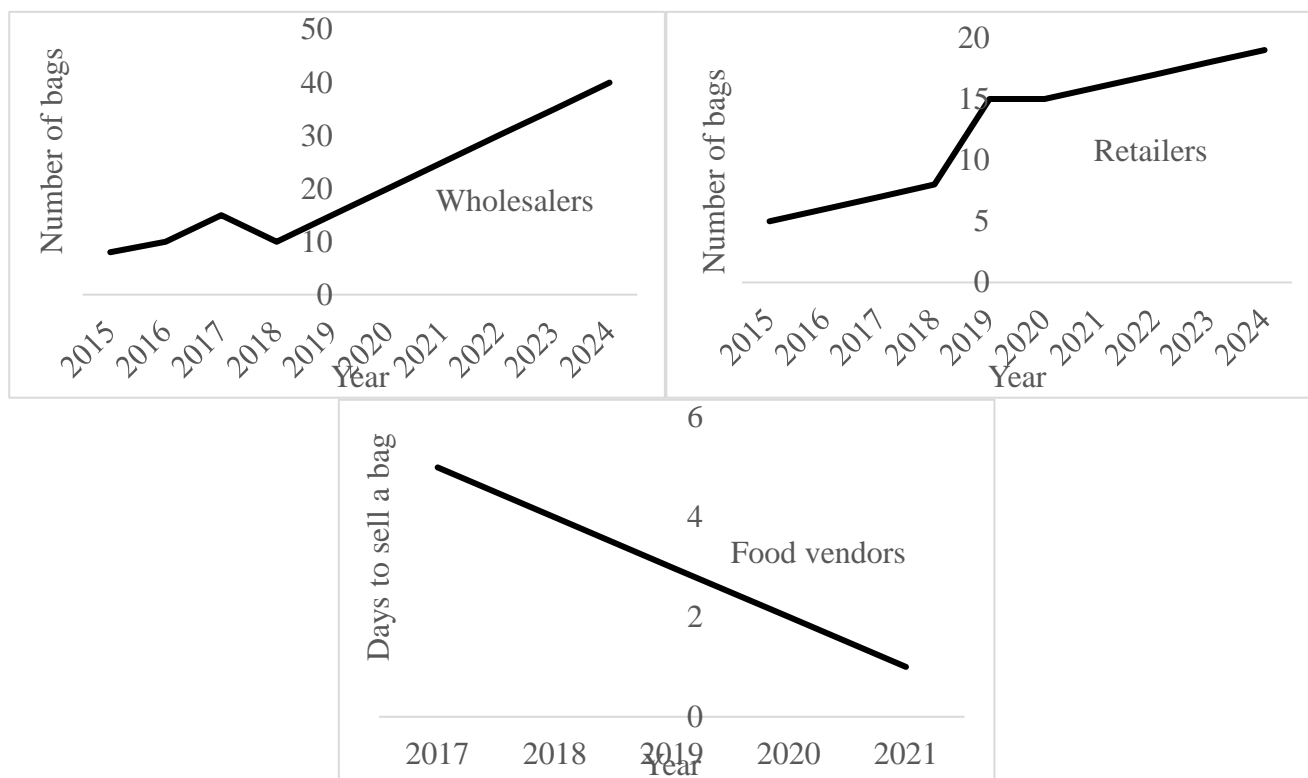 50
40
30
20
10
0
Number of bags
Wholesalers
2015 2016 2017 2018 2019 2020 2021 2022 2023 2024
Year
20
15
10
5
0
Number of bags
Retailers
2015 2016 2017 2018 2019 2020 2021 2022 2023 2024
Year
6
4
2
0
Days to sell a bag
Food vendors
2017 2018 2019 2020 2021
Year